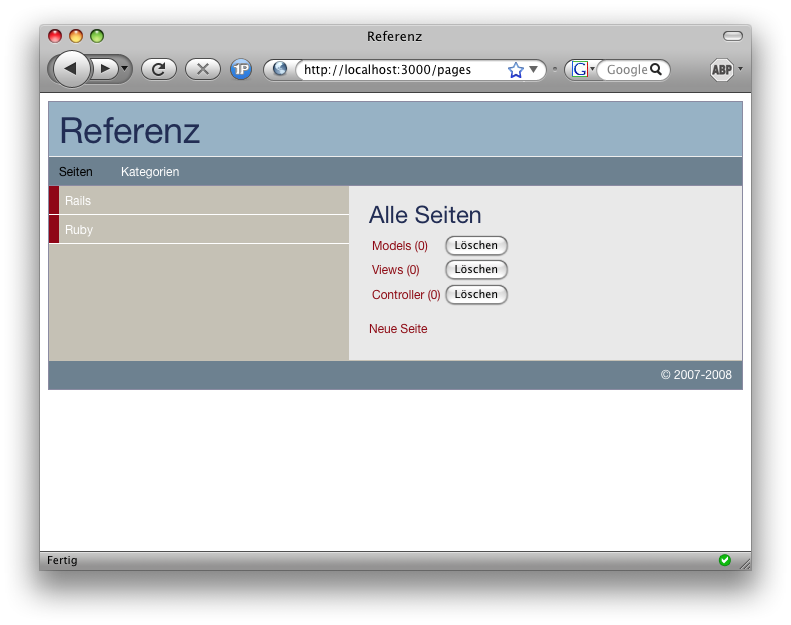 Referenz
1P
http://localhost:3000/pages
G
Google
ABP
Referenz
Seiten Kategorien
Rails
Ruby
Alle Seiten
Models (0) Löschen
Views (0) Löschen
Controller (0) Löschen
Neue Seite
© 2007-2008
Fertig